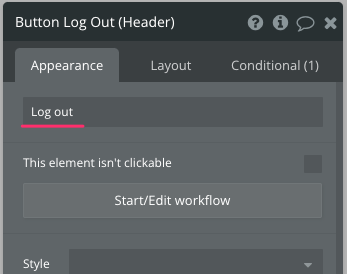 Button Log Out (Header)
Appearance Layout Conditional (1)
Log out
This element isn't clickable
Start/Edit workflow
Style